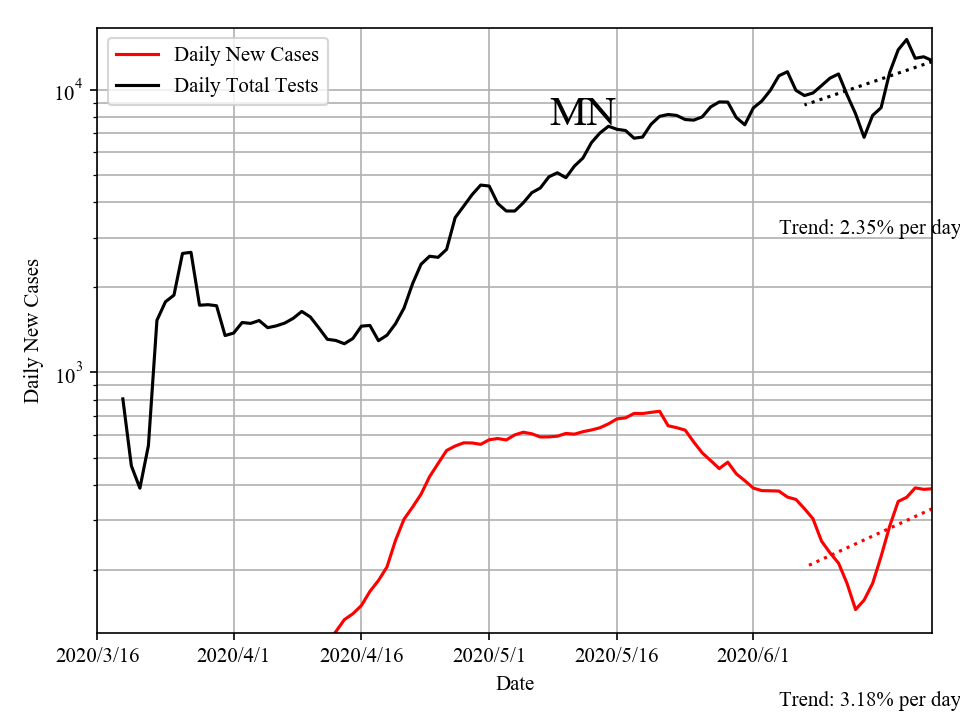 Daily New Cases
Daily Total Tests
MN
10^4
10^3
Trend: 2.35% per day
Daily New Cases
2020/3/16 2020/4/1 2020/4/16 2020/5/1 2020/5/16 2020/6/1
Date
Trend: 3.18% per day